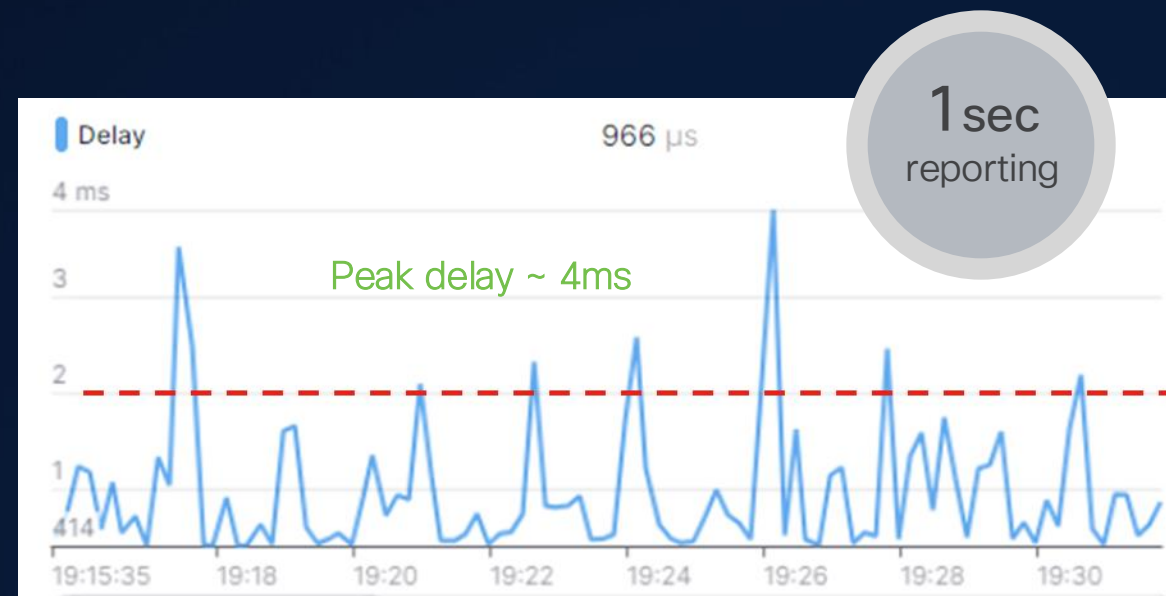 1 sec
reporting
Delay
966 µs
4 ms
Peak delay ~ 4ms
3
2
1
414
19:15:35 19:18 19:20 19:22 19:24 19:26 19:28 19:30